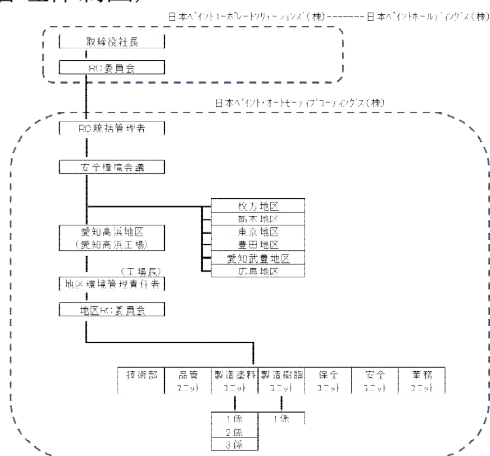 日本ペイントコーポレートソリューションズ(株)-------日本ペイントホールディングス(株)
取締役社長
RC委員会
日本ペイント・オートモーティブコーティングス(株)
RC統括管理者
安全環境会議
枚方地区
栃木地区
愛知高浜地区
(愛知高浜工場)
東京地区
豊田地区
愛知武豊地区
広島地区
(工場長)
地区環境管理責任者
地区RC委員会
技術部 品管ユニット 製造塗料ユニット 製造樹脂ユニット 保全ユニット 安全ユニット 業務ユニット
1係 1係
2係
3係